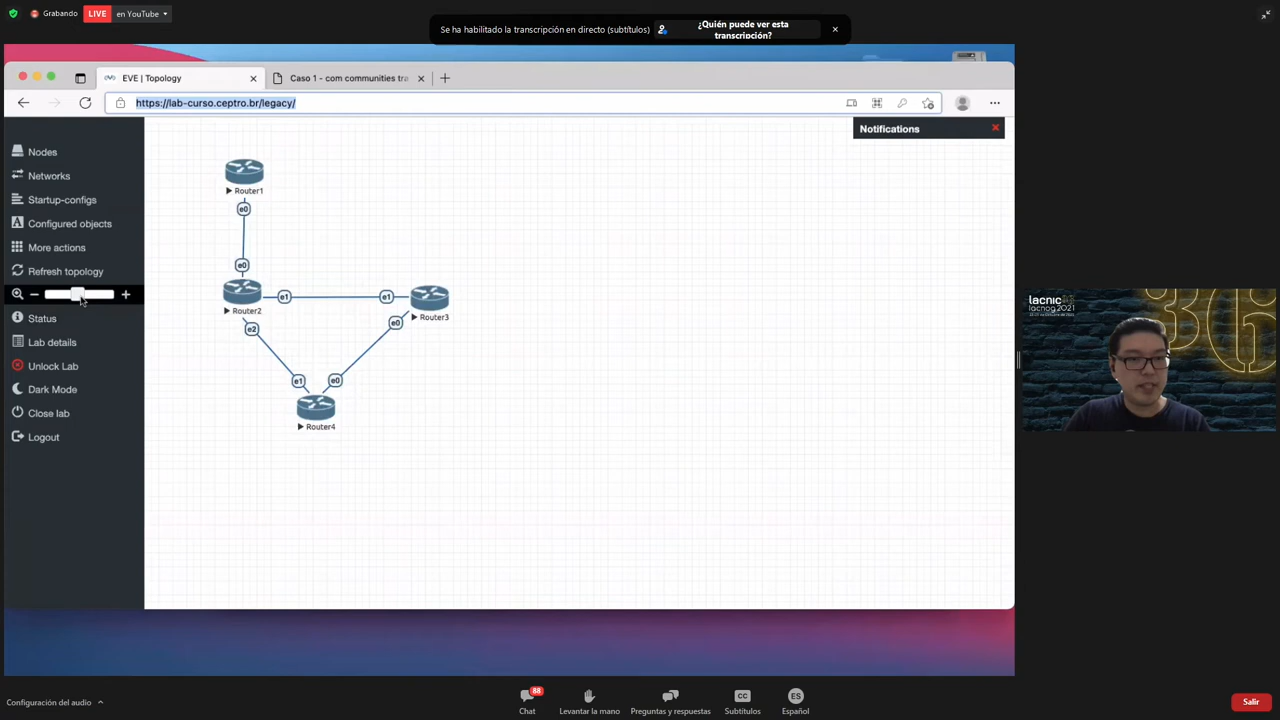 Grabando
LIVE
en YouTube
Se ha habilitado la transcripción en directo (subtítulos)
¿Quién puede ver esta
transcripción?
EVE | Topology
Caso 1 - com communities tra
https://lab-curso.ceptro.br/legacy/
Notifications
Nodes
Networks
Startup-configs
Configured objects
More actions
Refresh topology
Status
Lab details
Unlock Lab
Dark Mode
Close lab
Logout
Router1
e0
e0
Router2
e1
e1
Router3
e2
e0
e1
e0
Router4
lacnic 36
lacnog 2021
36
Configuración del audio
88
Chat
Levantar la mano
Preguntas y respuestas
CC
Subtítulos
ES
Español
Salir